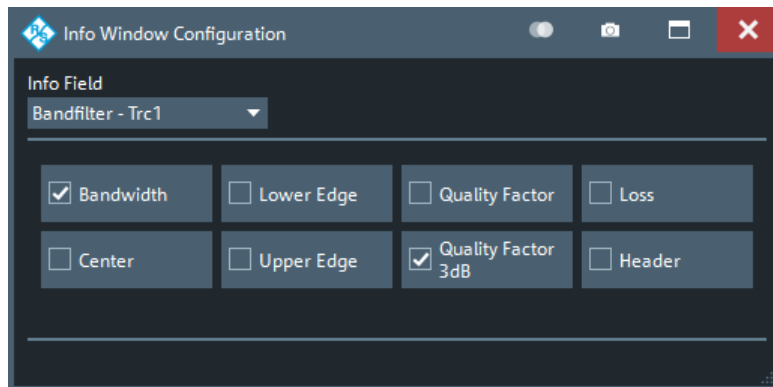 R&S Info Window Configuration
Info Field
Bandfilter - Trc1
Bandwidth
Lower Edge
Quality Factor
Loss
Center
Upper Edge
Quality Factor
3dB
Header